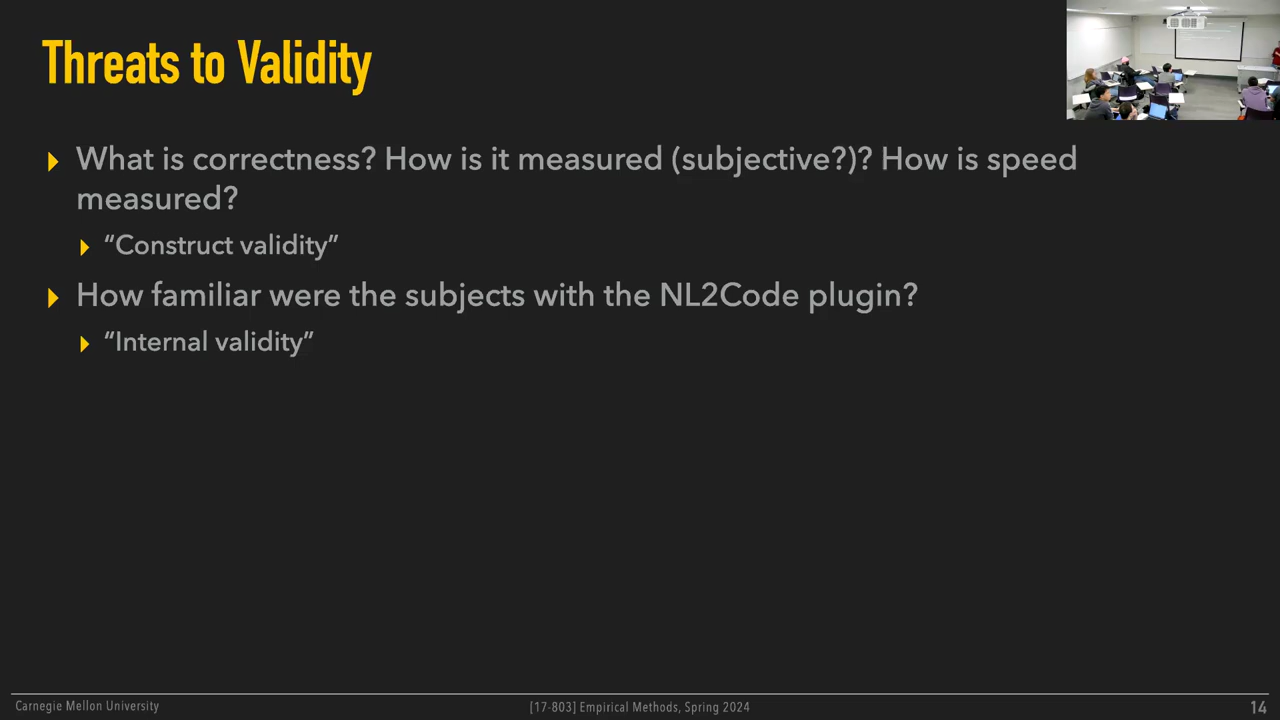 Threats to Validity
What is correctness? How is it measured (subjective?)? How is speed
measured?
“Construct validity”
How familiar were the subjects with the NL2Code plugin?
“Internal validity”
Carnegie Mellon University
[17-803] Empirical Methods, Spring 2024
14